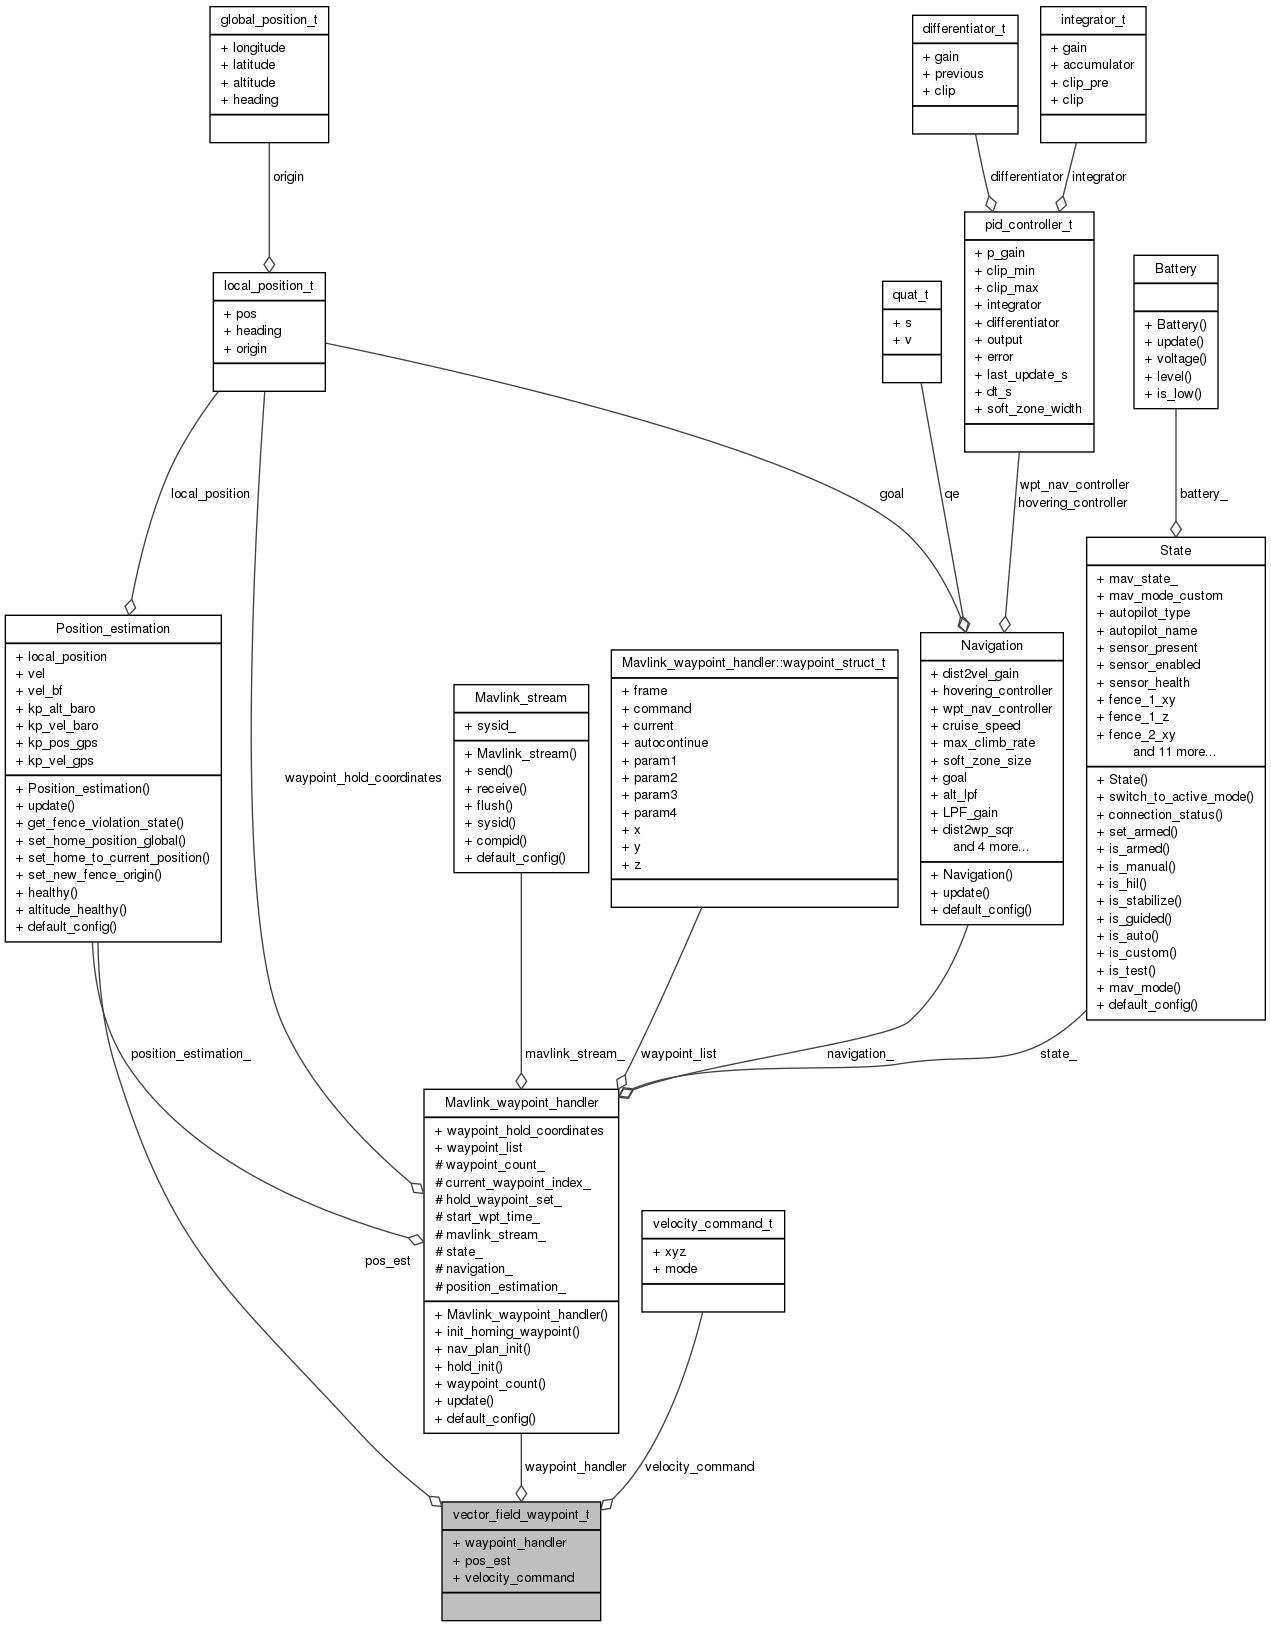 global_position_t
+ longitude
+ latitude
+ altitude
+ heading
differentiator_t
+ gain
+ previous
+ clip
integrator_t
+ gain
+ accumulator
+ clip_pre
+ clip
origin
differentiator
integrator
local_position_t
+ pos
+ heading
+ origin
quat_t
+ s
+ v
pid_controller_t
+ p_gain
+ clip_min
+ clip_max
+ integrator
+ differentiator
+ output
+ error
+ last_update_s
+ dt_s
+ soft_zone_width
Battery
+ Battery()
+ update()
+ voltage()
+ level()
+ is_low()
local_position
goal
qe
wpt_nav_controller
hovering_controller
battery_
Position_estimation
+ local_position
+ vel
+ vel_bf
+ kp_alt_baro
+ kp_vel_baro
+ kp_pos_gps
+ kp_vel_gps
+ Position_estimation()
+ update()
+ get_fence_violation_state()
+ set_home_position_global()
+ set_home_to_current_position()
+ set_new_fence_origin()
+ healthy()
+ altitude_healthy()
+ default_config()
waypoint_hold_coordinates
Mavlink_stream
+ sysid_
+ Mavlink_stream()
+ send()
+ receive()
+ flush()
+ sysid()
+ compid()
+ default_config()
Mavlink_waypoint_handler::waypoint_struct_t
+ frame
+ command
+ current
+ autocontinue
+ param1
+ param2
+ param3
+ param4
+ x
+ y
+ z
Navigation
+ dist2vel_gain
+ hovering_controller
+ wpt_nav_controller
+ cruise_speed
+ max_climb_rate
+ soft_zone_size
+ goal
+ alt_lpf
+ LPF_gain
+ dist2wp_sqr
and 4 more...
+ Navigation()
+ update()
+ default_config()
State
+ mav_state_
+ mav_mode_custom
+ autopilot_type
+ autopilot_name
+ sensor_present
+ sensor_enabled
+ sensor_health
+ fence_1_xy
+ fence_1_z
+ fence_2_xy
and 11 more...
+ State()
+ switch_to_active_mode()
+ connection_status()
+ set_armed()
+ is_armed()
+ is_manual()
+ is_hil()
+ is_stabilize()
+ is_guided()
+ is_auto()
+ is_custom()
+ is_test()
+ mav_mode()
+ default_config()
position_estimation_
mavlink_stream_
waypoint_list
navigation_
state_
Mavlink_waypoint_handler
+ waypoint_hold_coordinates
+ waypoint_list
# waypoint_count_
# current_waypoint_index_
# hold_waypoint_set_
# start_wpt_time_
# mavlink_stream_
# state_
# navigation_
# position_estimation_
+ Mavlink_waypoint_handler()
+ init_homing_waypoint()
+ nav_plan_init()
+ hold_init()
+ waypoint_count()
+ update()
+ default_config()
pos_est
velocity_command_t
+ xyz
+ mode
waypoint_handler
velocity_command
vector_field_waypoint_t
+ waypoint_handler
+ pos_est
+ velocity_command